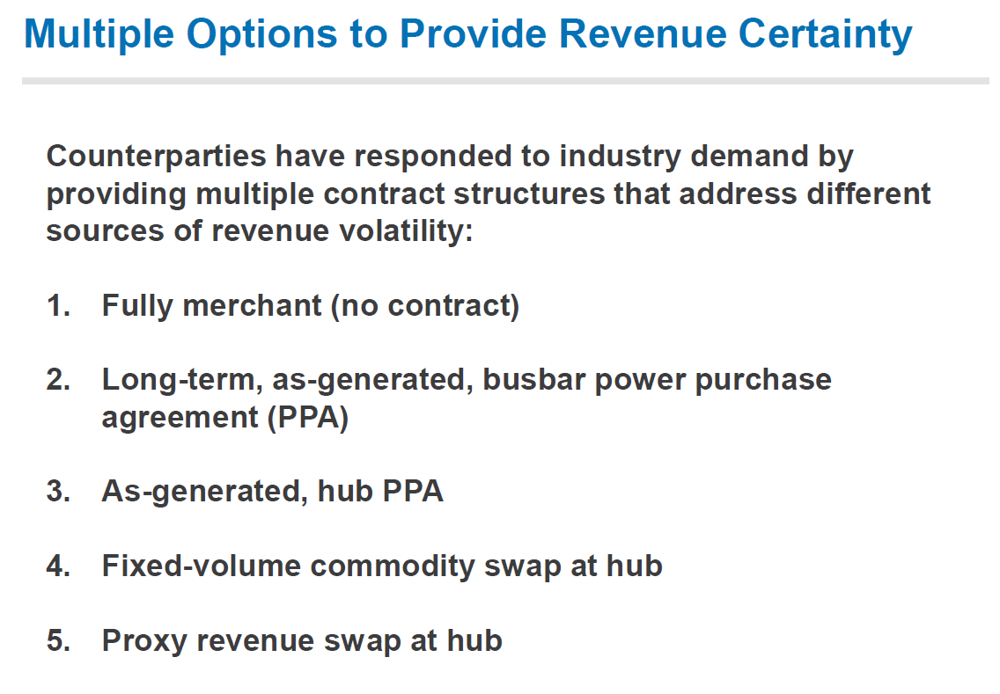 Multiple Options to Provide Revenue Certainty
Counterparties have responded to industry demand by
providing multiple contract structures that address different
sources of revenue volatility:
1. Fully merchant (no contract)
2. Long-term, as-generated, busbar power purchase
agreement (PPA)
3. As-generated, hub PPA
4. Fixed-volume commodity swap at hub
5. Proxy revenue swap at hub